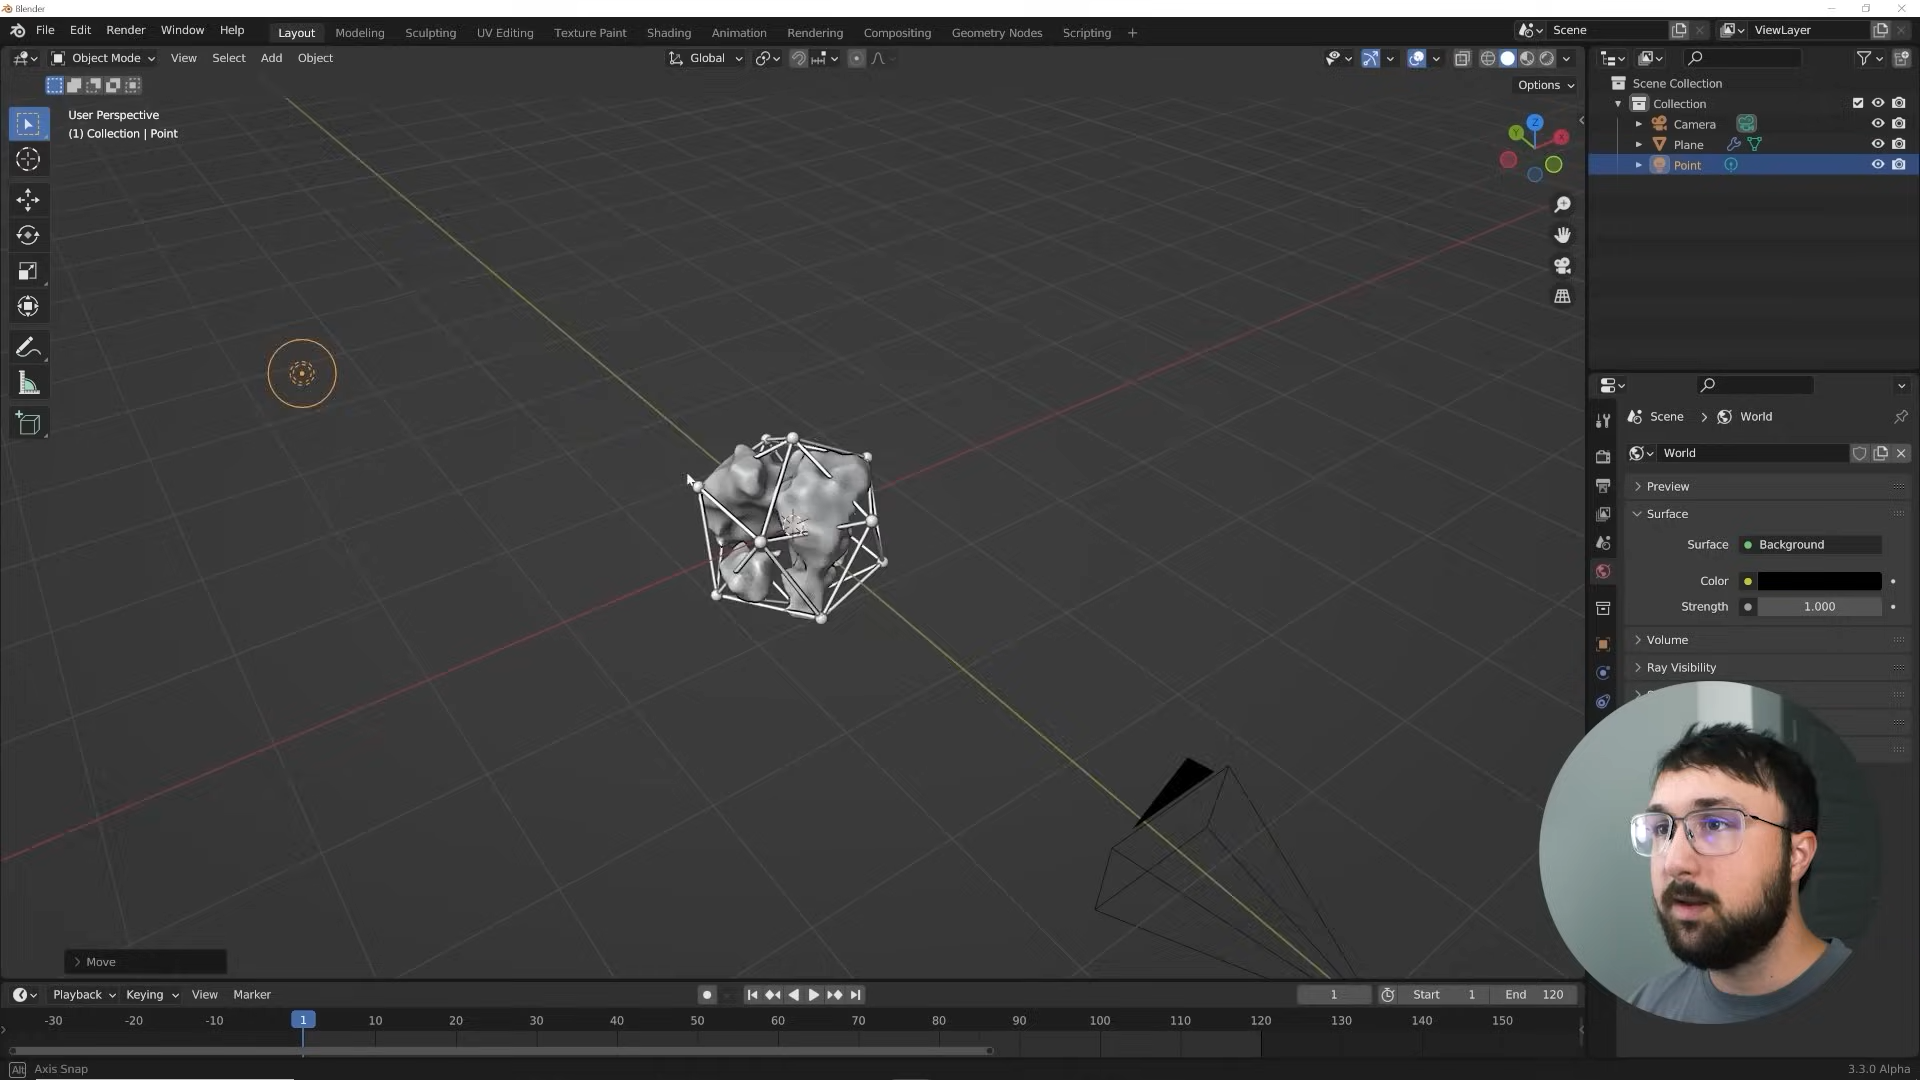 Blender
File Edit Render Window Help Layout Modeling Sculpting UV Editing Texture Paint Shading Animation Rendering Compositing Geometry Nodes Scripting + Scene ViewLayer
Object Mode View Select Add Object Global
Options
User Perspective
(1) Collection | Point
Z
Y
X
Scene Collection
Collection
Camera
Plane
Point
Scene > World
World
Preview
Surface
Surface Background
Color
Strength 1.000
Volume
Ray Visibility
Move
Playback Keying View Marker 1 Start 1 End 120
-30 -20 -10 1 10 20 30 40 50 60 70 80 90 100 110 120 130 140 150
Alt Axis Snap
3.3.0 Alpha